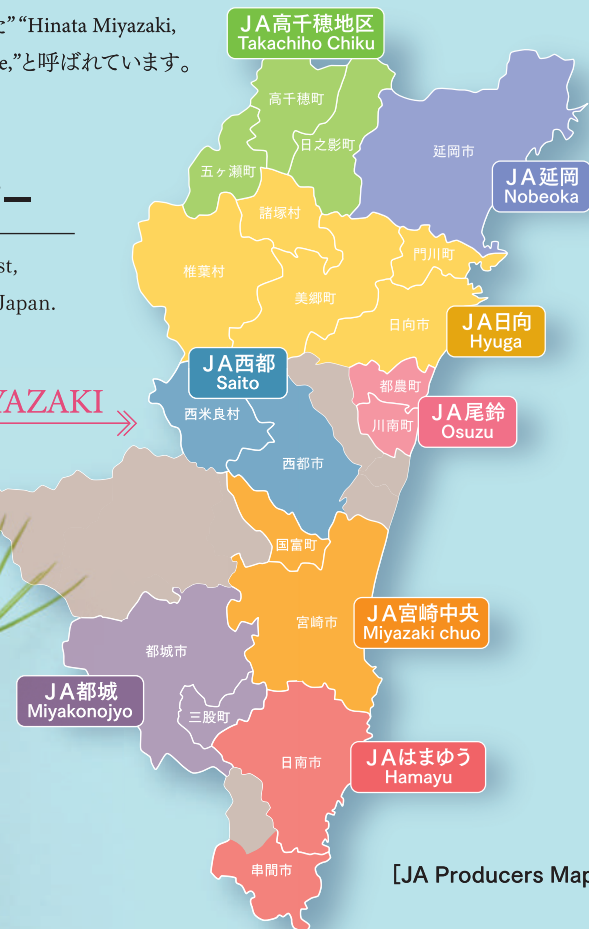 た” “Hinata Miyazaki,
e,”と呼ばれています。
JA高千穂地区
Takachiho Chiku
高千穂町
日之影町
五ヶ瀬町
延岡市
JA延岡
Nobeoka
諸塚村
門川町
椎葉村
美郷町
日向市
JA日向
Hyuga
st,
Japan.
JA西都
Saito
都農町
YAZAKI
西米良村
川南町
JA尾鈴
Osuzu
西都市
国富町
宮崎市
JA宮崎中央
Miyazaki chuo
都城市
JA都城
Miyakonojyo
三股町
日南市
JAはまゆう
Hamayu
串間市
[JA Producers Map